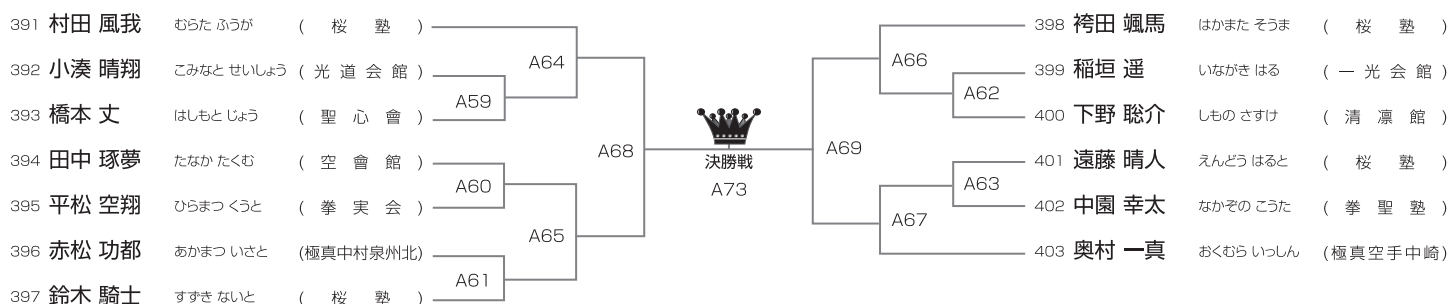 391 村田 風我 むらた ふうが ( 桜 塾 )
392 小湊 晴翔 こみなと せいしょう ( 光 道 会 館 )
393 橋本 丈 はしもと じょう ( 聖 心 會 )
394 田中 琢夢 たなか たくむ ( 空 會 館 )
395 平松 空翔 ひらまつ くうと ( 拳 実 会 )
396 赤松 功都 あかまつ いさと (極真中村泉州北)
397 鈴木 騎士 すずき ないと ( 桜 塾 )
A64
A59
A68
A60
A65
A61
決勝戦
A73
A66
A62
A69
A63
A67
398 袴田 颯馬 はかまた そうま ( 桜 塾 )
399 稲垣 遥 いながき はる ( 一 光 会 館 )
400 下野 聡介 しもの さすけ ( 清 凛 館 )
401 遠藤 晴人 えんどう はると ( 桜 塾 )
402 中園 幸太 なかぞの こうた ( 拳 聖 塾 )
403 奥村 一真 おくむら いっしん (極真空手中崎)